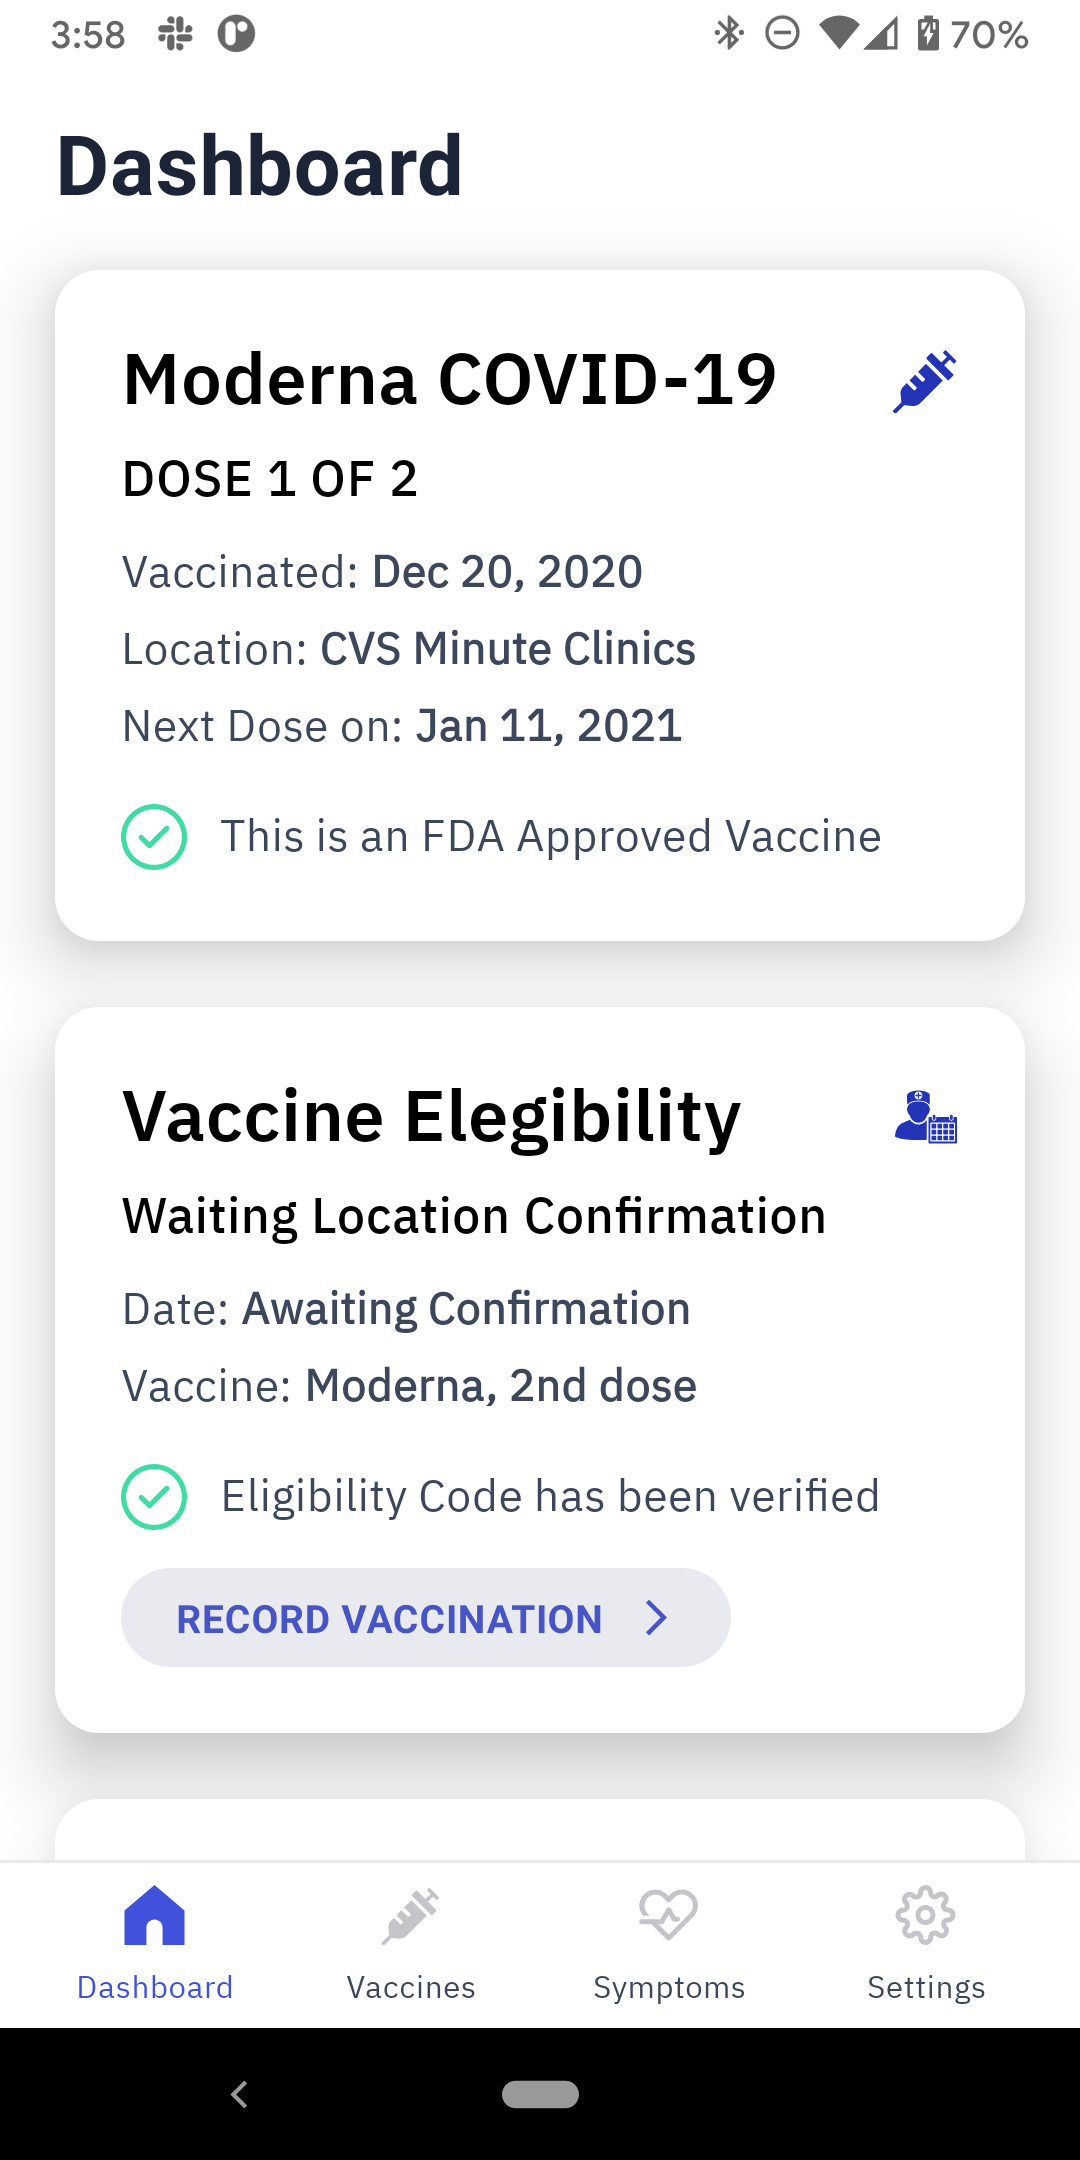 3:58
70%
Dashboard
Moderna COVID-19
DOSE 1 OF 2
Vaccinated: Dec 20, 2020
Location: CVS Minute Clinics
Next Dose on: Jan 11, 2021
This is an FDA Approved Vaccine
Vaccine Elegibility
Waiting Location Confirmation
Date: Awaiting Confirmation
Vaccine: Moderna, 2nd dose
Eligibility Code has been verified
RECORD VACCINATION
Dashboard
Vaccines
Symptoms
Settings